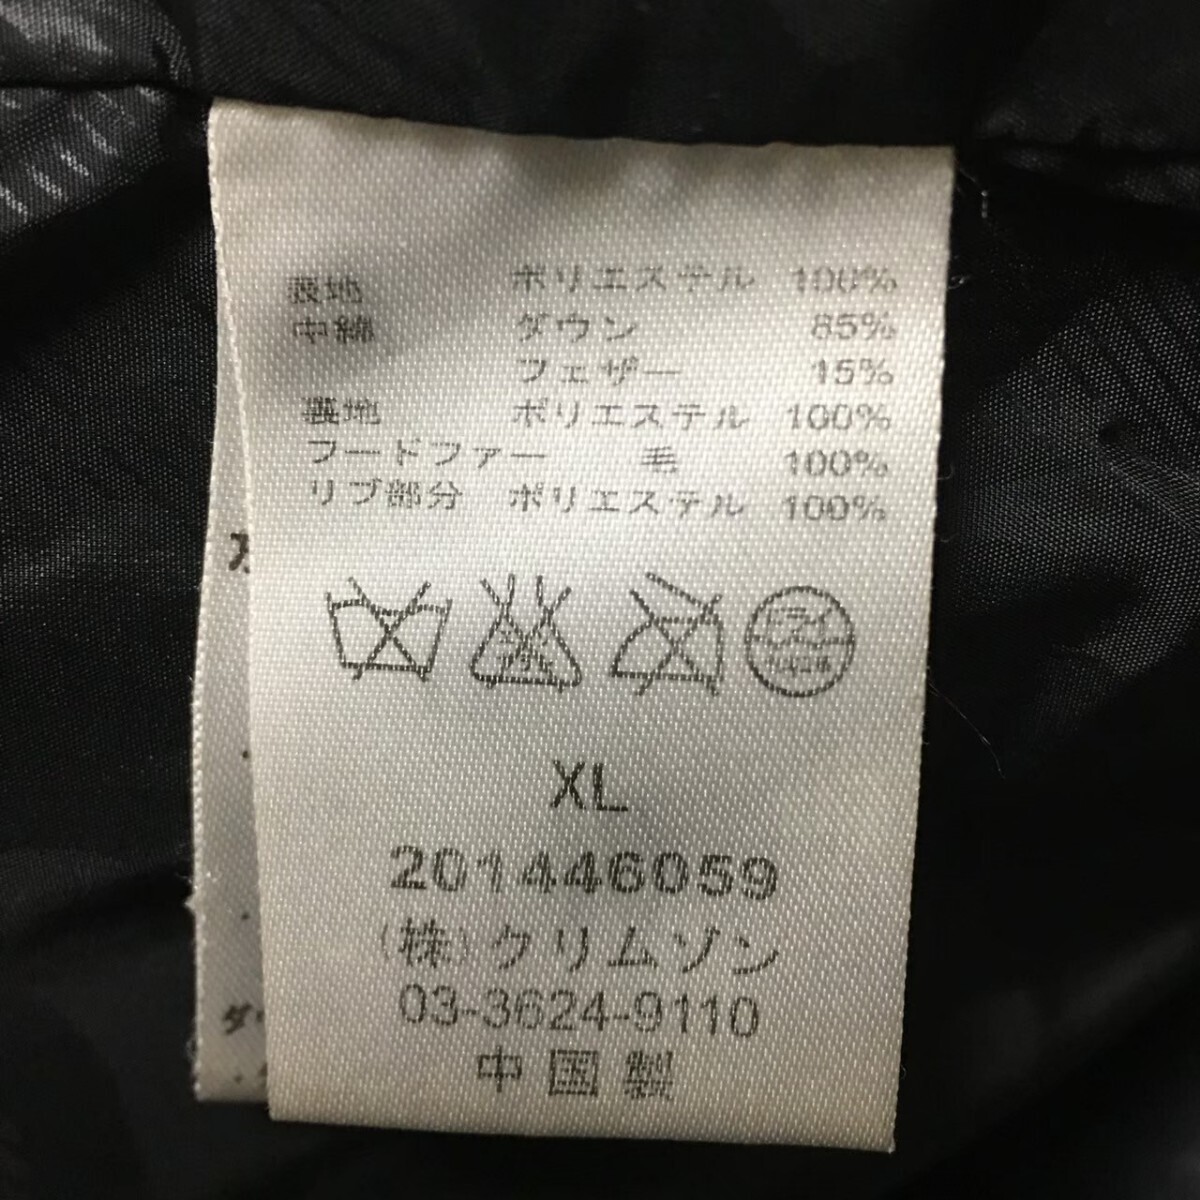 表地 ポリエステル 100%
中綿 ダウン 85%
フェザー 15%
裏地 ポリエステル 100%
フードファー 毛 100%
リブ部分 ポリエステル 100%
XL
201446059
(株)クリムゾン
03-3624-9110
中国製